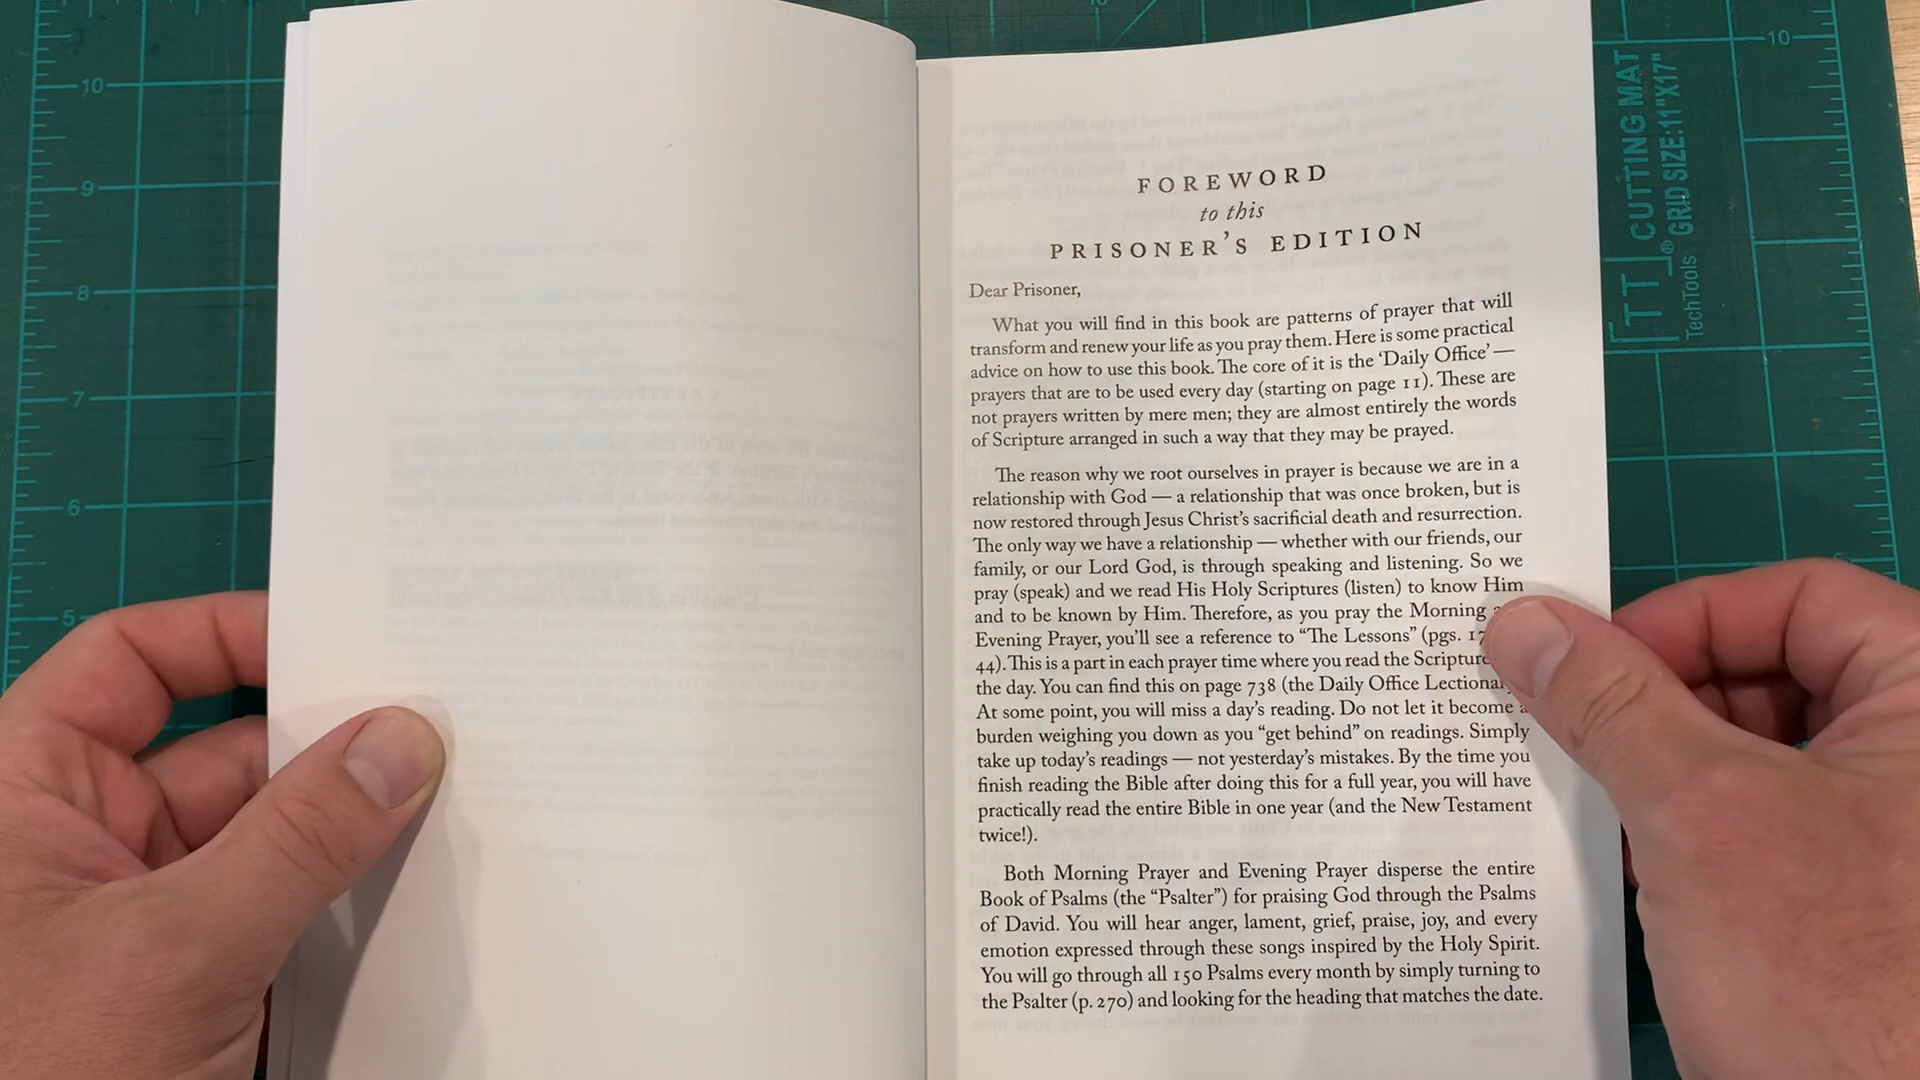 FOREWORD
to this
PRISONER'S EDITION
Dear Prisoner,
What you will find in this book are patterns of prayer that will
transform and renew your life as you pray them. Here is some practical
advice on how to use this book. The core of it is the ‘Daily Office’ —
prayers that are to be used every day (starting on page 11). These are
not prayers written by mere men; they are almost entirely the words
of Scripture arranged in such a way that they may be prayed.
The reason why we root ourselves in prayer is because we are in a
relationship with God — a relationship that was once broken, but is
now restored through Jesus Christ’s sacrificial death and resurrection.
The only way we have a relationship — whether with our friends, our
family, or our Lord God, is through speaking and listening. So we
pray (speak) and we read His Holy Scriptures (listen) to know Him
and to be known by Him. Therefore, as you pray the Morning
Evening Prayer, you’ll see a reference to “The Lessons” (pgs. 17
44). This is a part in each prayer time where you read the Scripture
the day. You can find this on page 738 (the Daily Office
At some point, you will miss a day’s reading. Do not let it become a
burden weighing you down as you “get behind” on readings. Simply
take up today’s readings — not yesterday’s mistakes. By the time you
finish reading the Bible after doing this for a full year, you will have
practically read the entire Bible in one year (and the New Testament
twice!).
Both Morning Prayer and Evening Prayer disperse the entire
Book of Psalms (the “Psalter”) for praising God through the Psalms
of David. You will hear anger, lament, grief, praise, joy, and every
emotion expressed through these songs inspired by the Holy Spirit.
You will go through all 150 Psalms every month by simply turning to
the Psalter (p. 270) and looking for the heading that matches the date.
10
9
8
7
6
5
10
TT® CUTTING MAT
TechTools GRID SIZE: 11"X17"